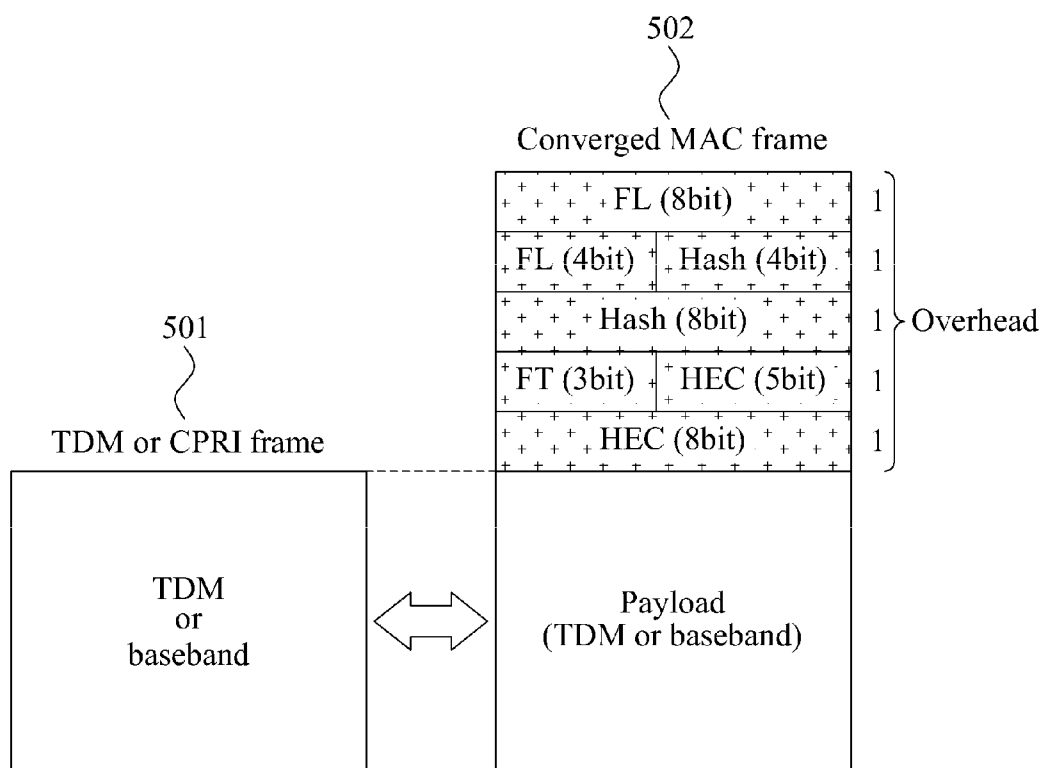 502
Converged MAC frame
FL (8bit) 1
FL (4bit) Hash (4bit) 1
Hash (8bit) 1 Overhead
501
FT (3bit) HEC (5bit) 1
TDM or CPRI frame
HEC (8bit) 1
TDM
or
baseband
Payload
(TDM or baseband)